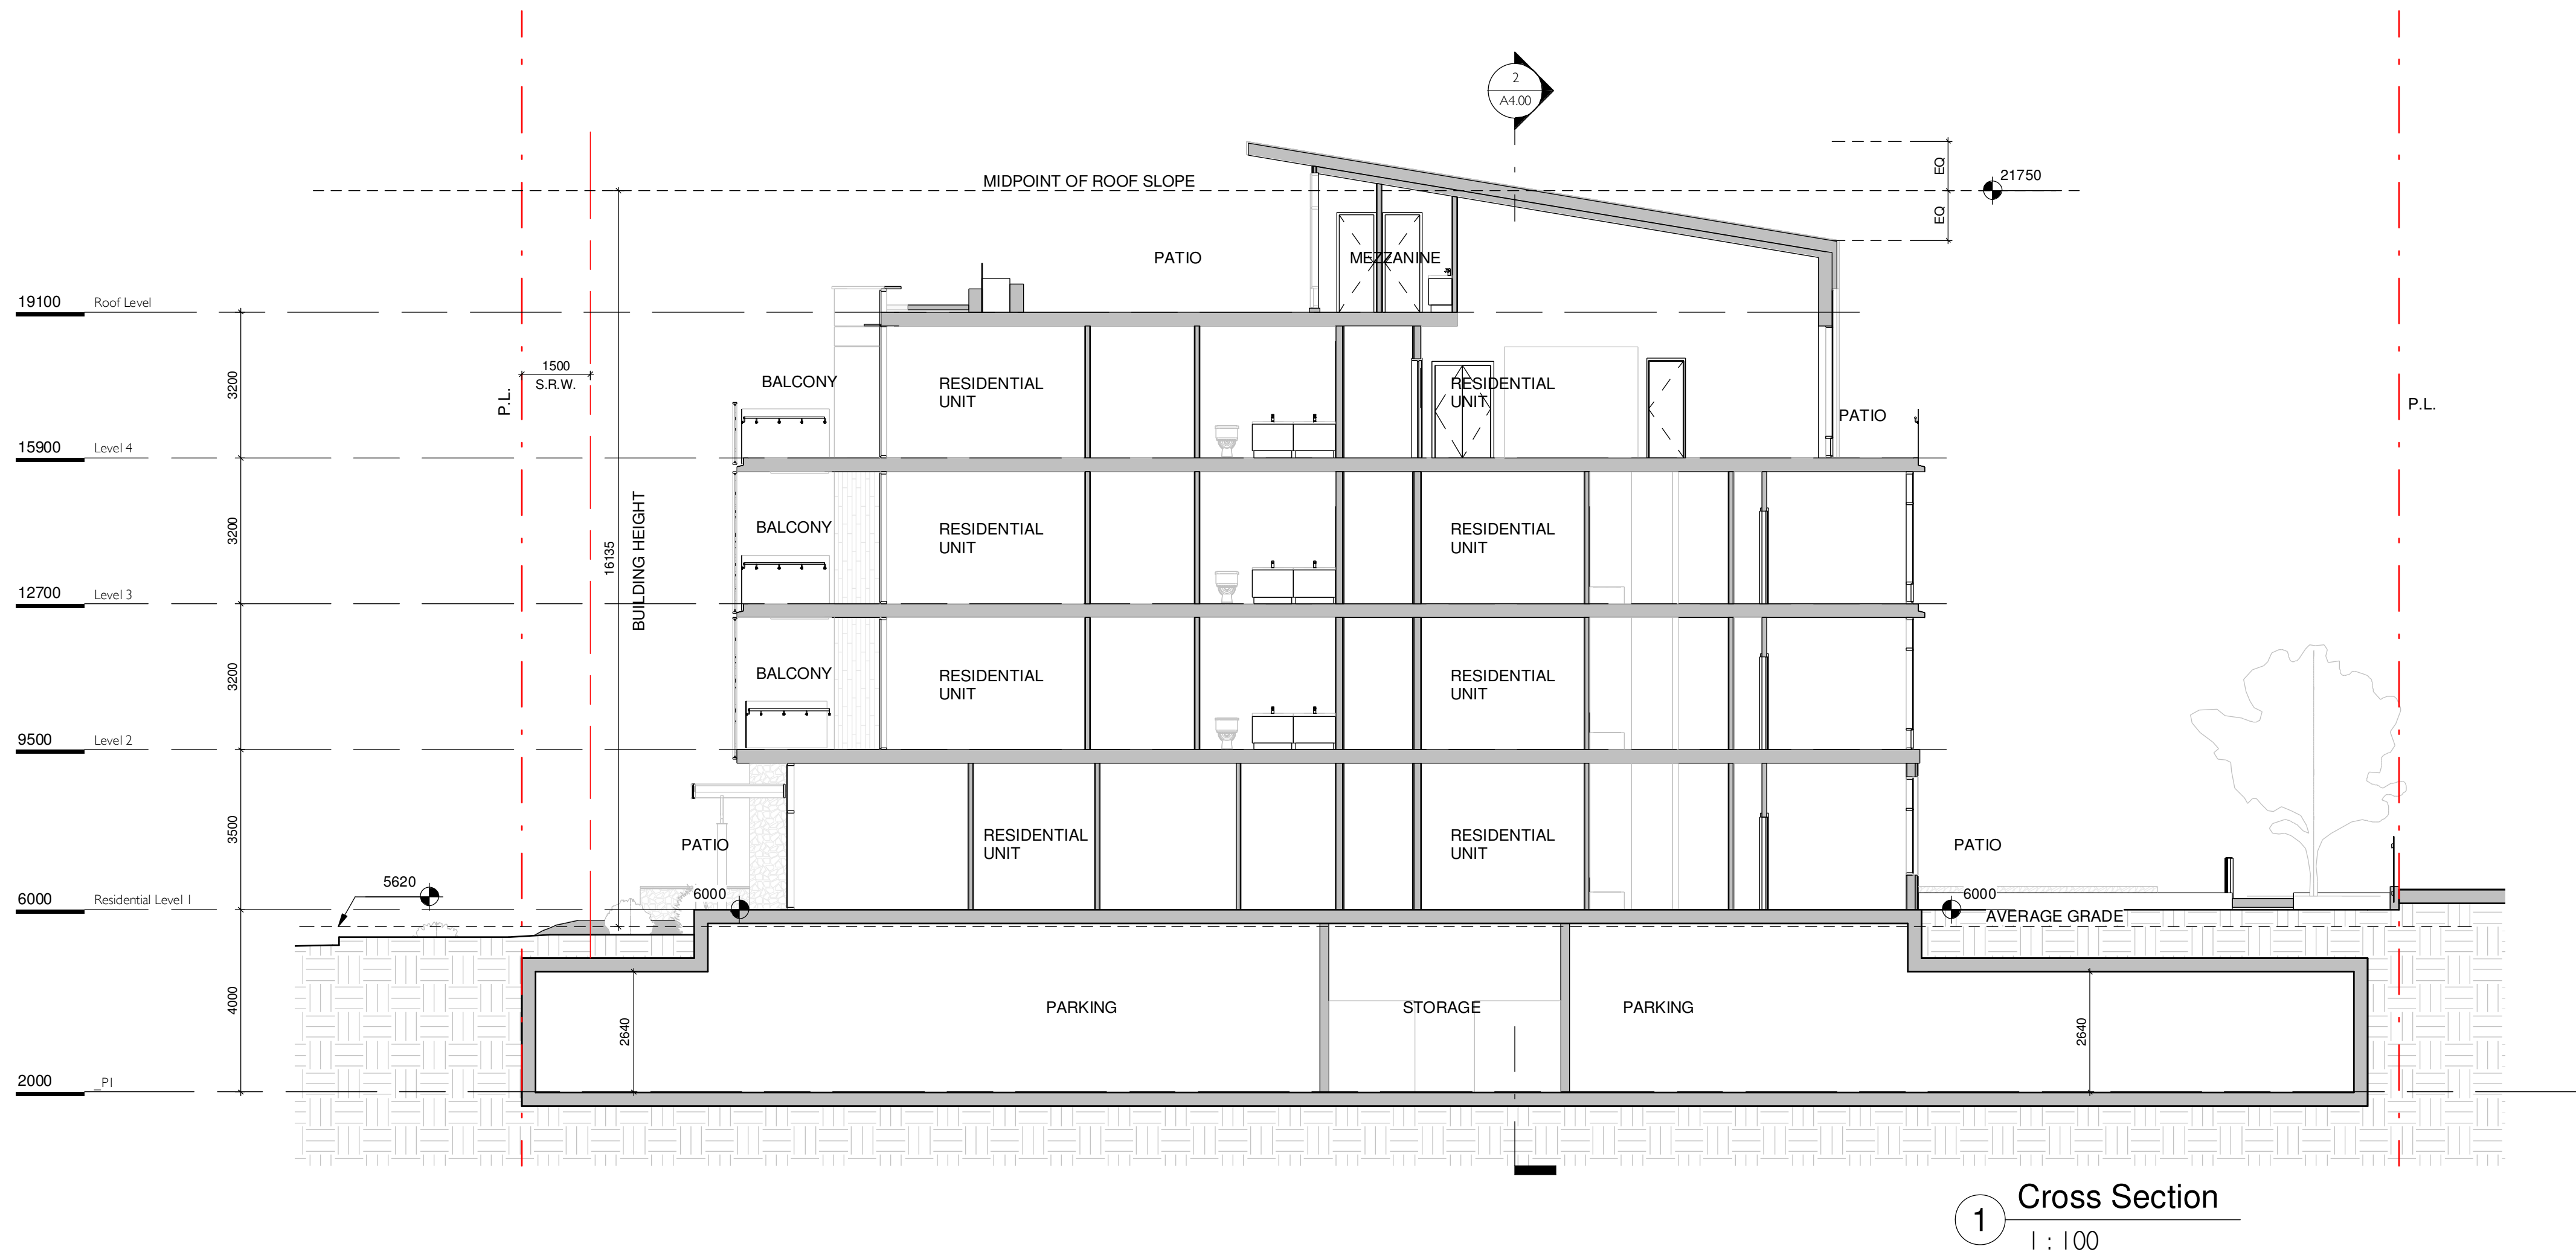 2
A4.00
MIDPOINT OF ROOF SLOPE
EQ
EQ
21750
PATIO
MEZZANINE
19100 Roof Level
1500
S.R.W.
P.L.
3200
BALCONY
RESIDENTIAL
UNIT
RESIDENTIAL
UNIT
PATIO
P.L.
15900 Level 4
3200
16135
BUILDING HEIGHT
BALCONY
RESIDENTIAL
UNIT
RESIDENTIAL
UNIT
12700 Level 3
3200
BALCONY
RESIDENTIAL
UNIT
RESIDENTIAL
UNIT
9500 Level 2
3500
PATIO
RESIDENTIAL
UNIT
RESIDENTIAL
UNIT
PATIO
5620
6000
6000
6000 Residential Level 1
AVERAGE GRADE
4000
2640
PARKING
STORAGE
PARKING
2640
2000 _P1
1 Cross Section
1 : 100